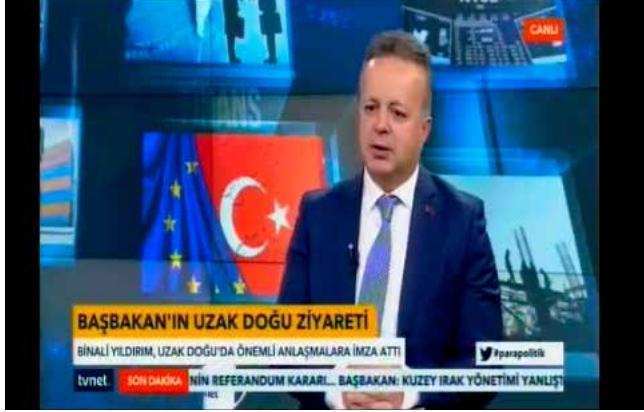 CANLI
BAŞBAKAN'IN UZAK DOĞU ZİYARETİ
BİNALİ YILDIRIM, UZAK DOĞU'DA ÖNEMLİ ANLAŞMALARA İMZA ATTI
#parapolitik
tvnet SON DAKİKA NİN REFERANDUM KARARI... BAŞBAKAN: KUZEY IRAK YÖNETİMİ YANLIŞT